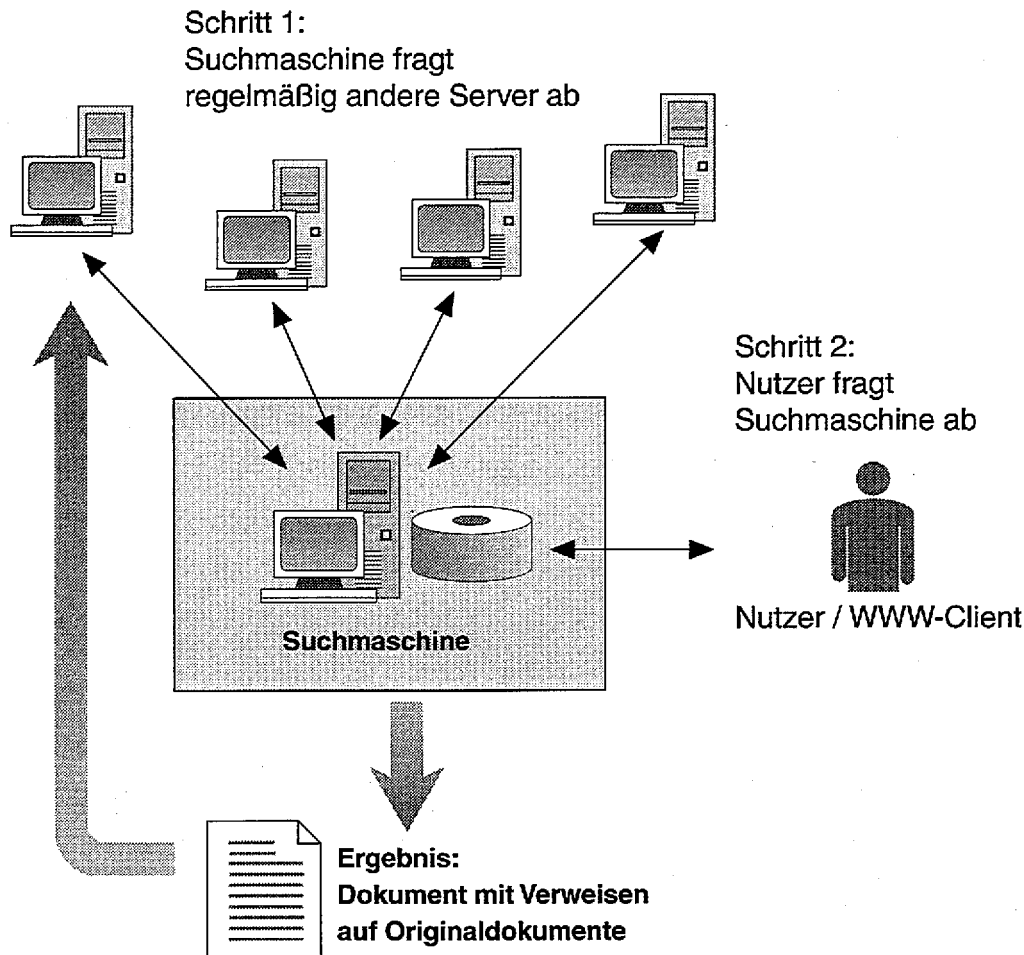 Schritt 1:
Suchmaschine fragt
regelmäßig andere Server ab
Schritt 2:
Nutzer fragt
Suchmaschine ab
Nutzer / WWW-Client
Suchmaschine
Ergebnis:
Dokument mit Verweisen
auf Originaldokumente